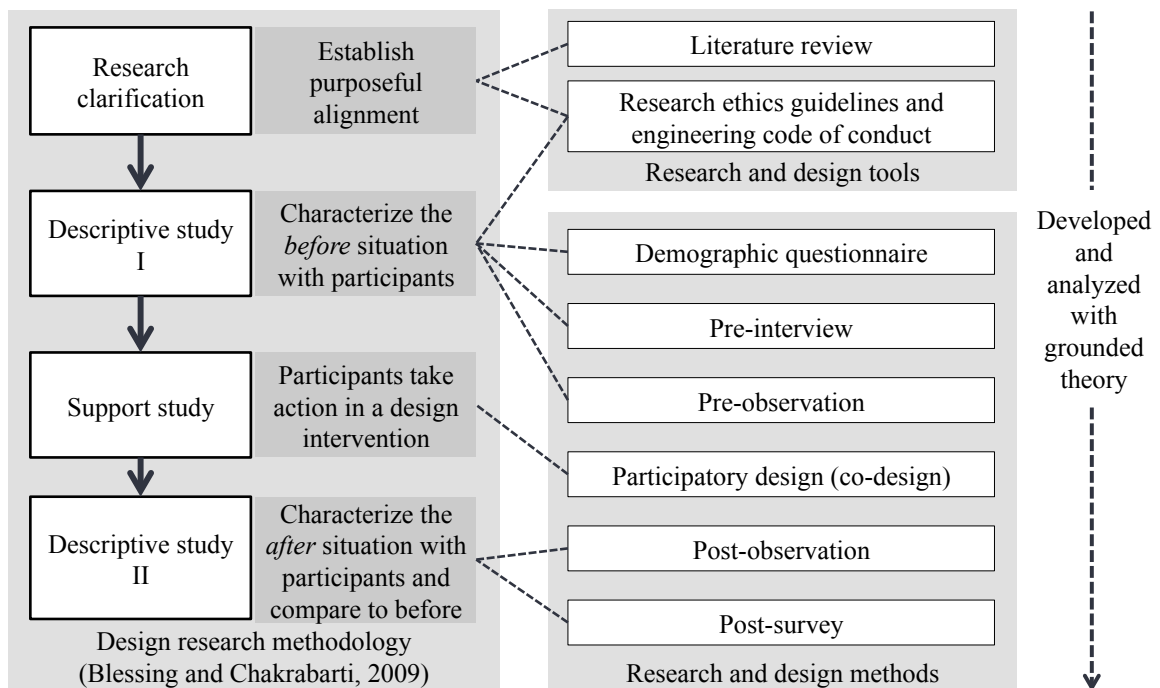 Research
clarification
Establish
purposeful
alignment
Descriptive study
I
Characterize the
before situation
with participants
Support study
Participants take
action in a design
intervention
Descriptive study
II
Characterize the
after situation with
participants and
compare to before
Design research methodology
(Blessing and Chakrabarti, 2009)
Literature review
Research ethics guidelines and
engineering code of conduct
Research and design tools
Demographic questionnaire
Pre-interview
Pre-observation
Participatory design (co-design)
Post-observation
Post-survey
Research and design methods
Developed
and
analyzed
with
grounded
theory